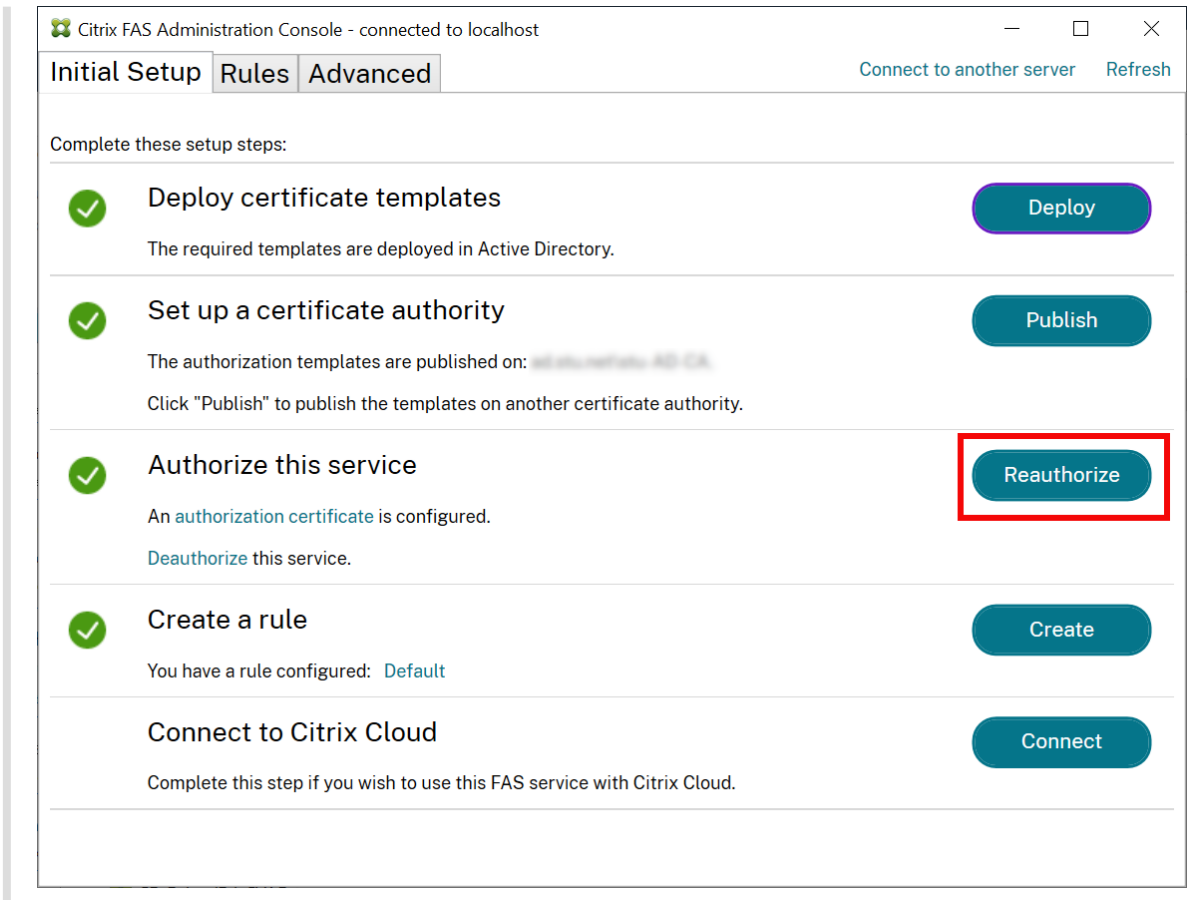 Citrix FAS Administration Console - connected to localhost
Initial Setup Rules Advanced Connect to another server Refresh
Complete these setup steps:
Deploy certificate templates
Deploy
The required templates are deployed in Active Directory.
Set up a certificate authority
Publish
The authorization templates are published on:
Click "Publish" to publish the templates on another certificate authority.
Authorize this service
Reauthorize
An authorization certificate is configured.
Deauthorize this service.
Create a rule
Create
You have a rule configured: Default
Connect to Citrix Cloud
Connect
Complete this step if you wish to use this FAS service with Citrix Cloud.